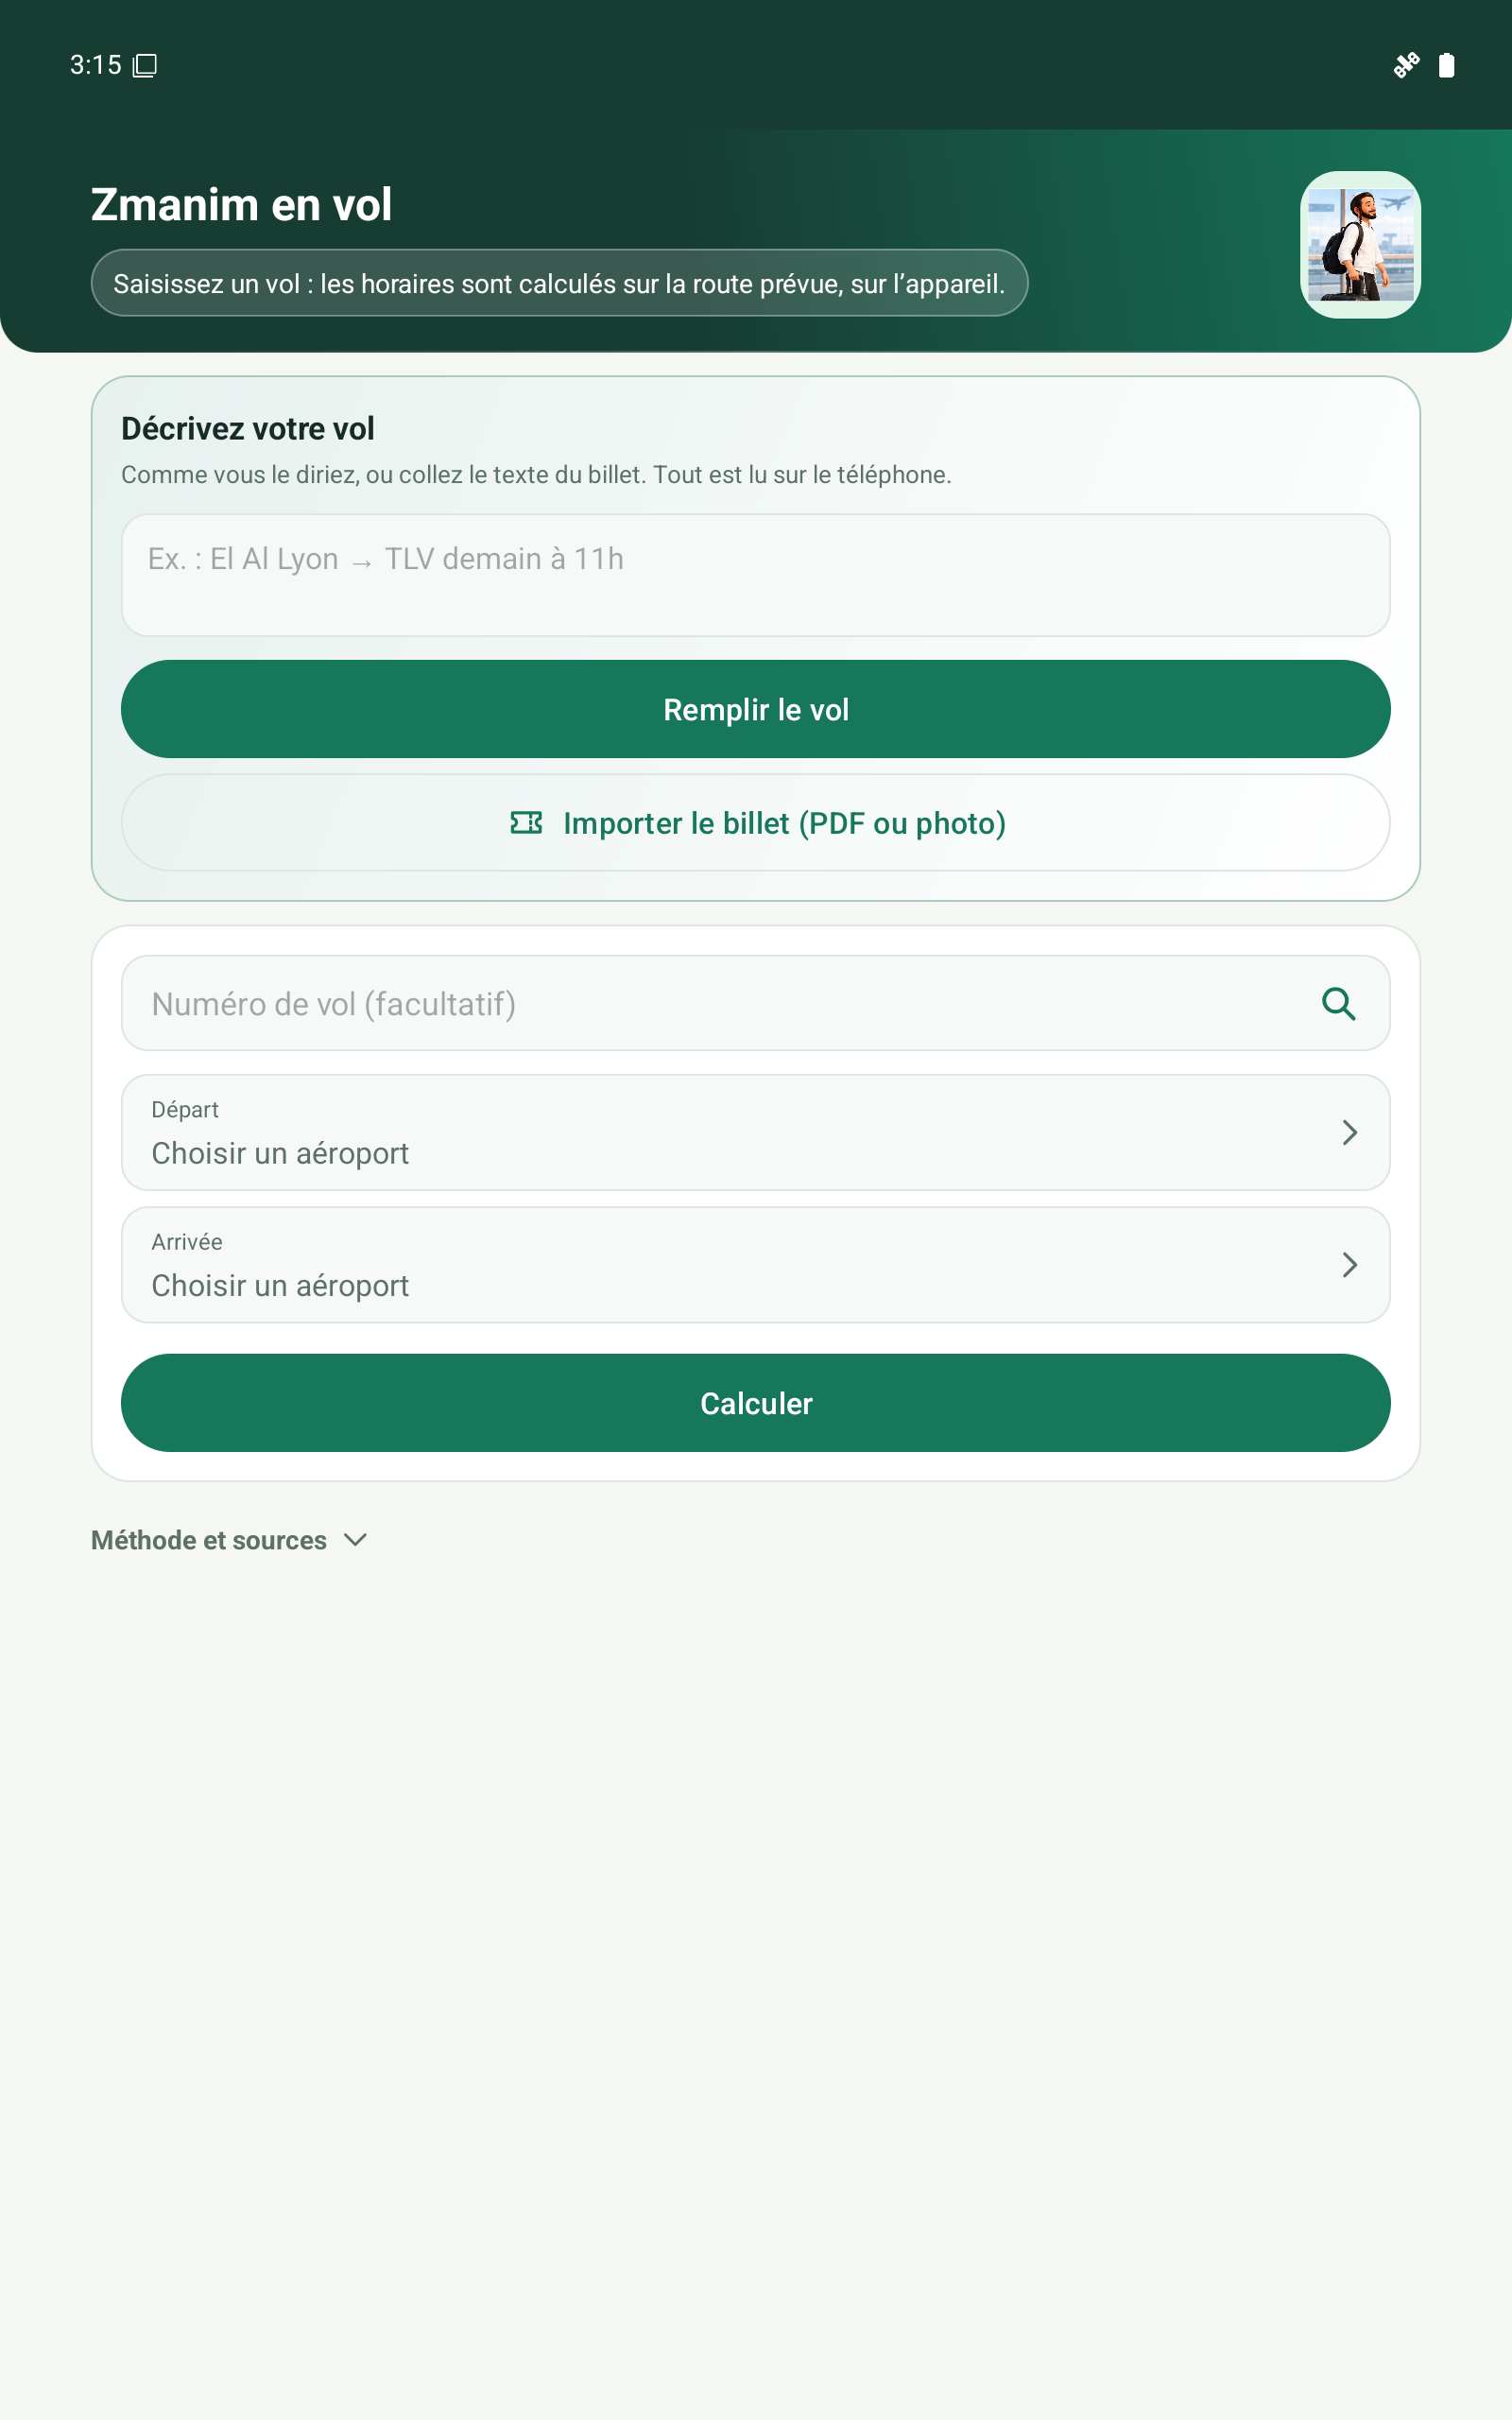 3:15
Zmanim en vol
Saisissez un vol : les horaires sont calculés sur la route prévue, sur l’appareil.
Décrivez votre vol
Comme vous le diriez, ou collez le texte du billet. Tout est lu sur le téléphone.
Ex. : El Al Lyon → TLV demain à 11h
Remplir le vol
Importer le billet (PDF ou photo)
Numéro de vol (facultatif)
Départ
Choisir un aéroport
Arrivée
Choisir un aéroport
Calculer
Méthode et sources